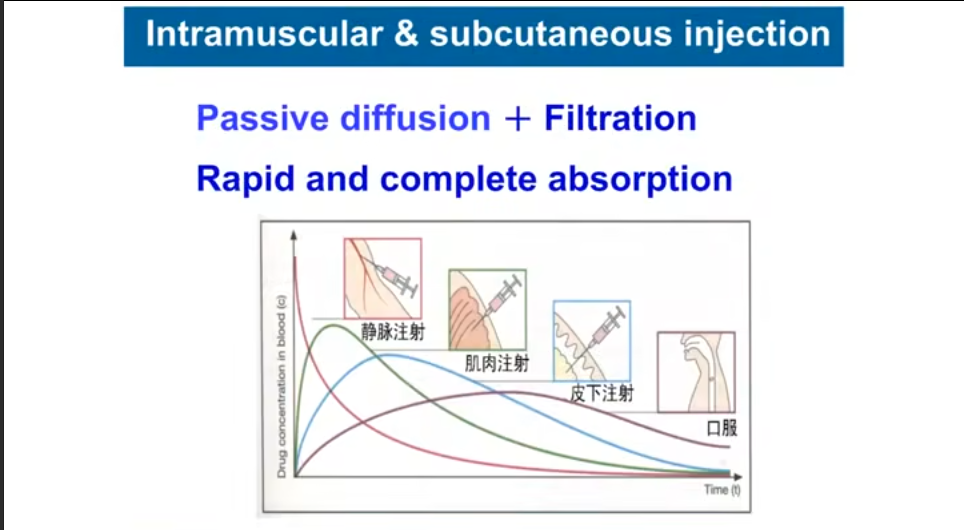 Intramuscular & subcutaneous injection
Passive diffusion + Filtration
Rapid and complete absorption
Drug concentration in blood (c)
静脉注射
肌肉注射
皮下注射
口服
Time (t)